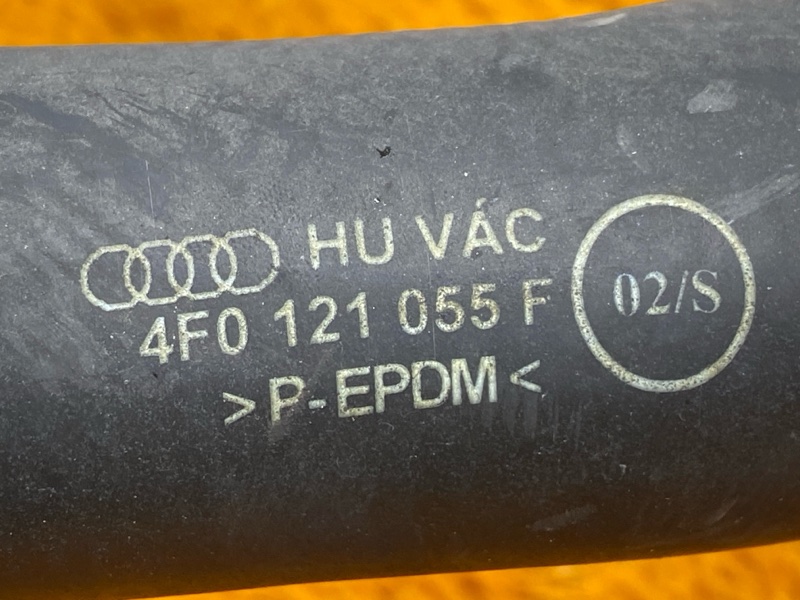 HU VÁC
4F0 121 055 F
>P-EPDM<
02/S